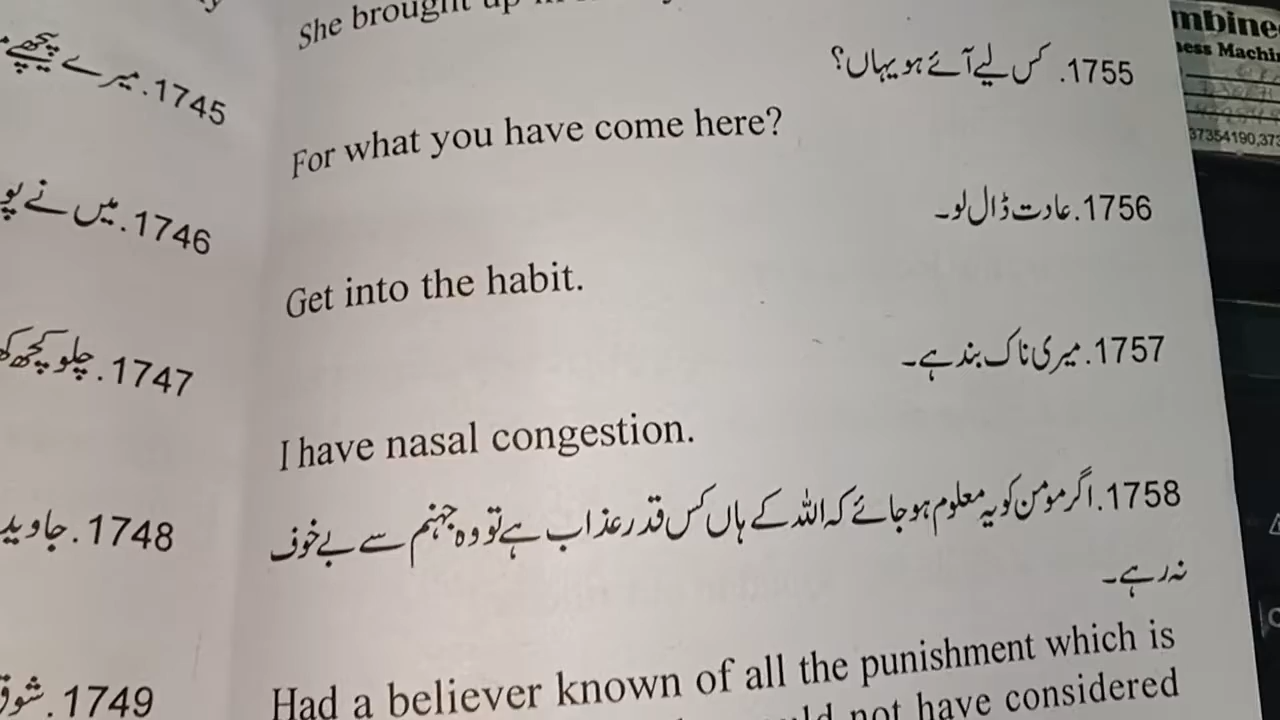 1745. میرے پیچھے
1746. میں نے
1747. چلو کچھ
1748. جاوید
1749. شوق
She brought up
1755. کس لیے آئے ہو یہاں؟
For what you have come here?
1756. عادت ڈال لو۔
Get into the habit.
1757. میری ناک بند ہے۔
I have nasal congestion.
1758. اگر مومن کو یہ معلوم ہو جائے کہ اللہ کے ہاں کس قدر عذاب ہے تو وہ جہنم سے بے خوف
نہ رہے۔
Had a believer known of all the punishment which is
not have considered
mbine
ess Machin
37354190,373